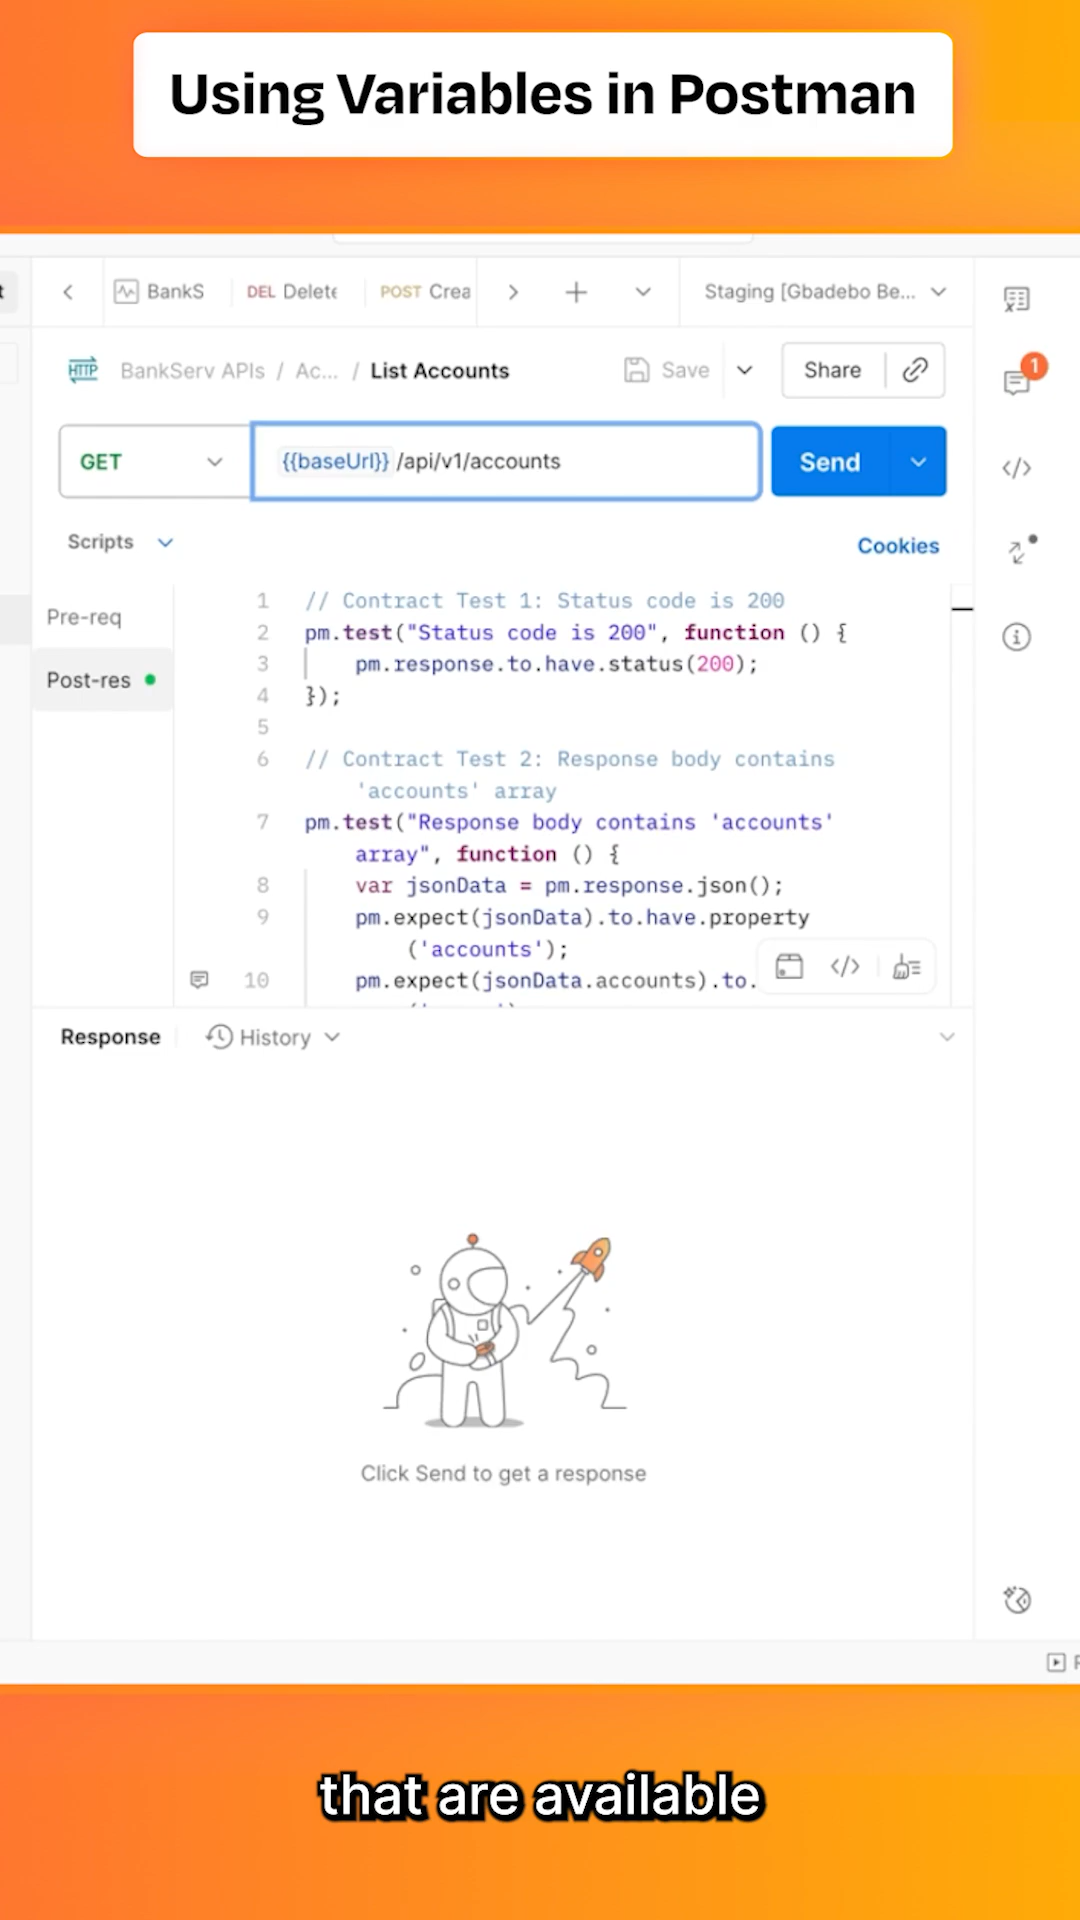 Using Variables in Postman
t
BankS
DEL Delete
POST Crea
Staging [Gbadebo Be...
HTTP
BankServ APIs / Ac... / List Accounts
Save
Share
1
GET
{{baseUrl}} /api/v1/accounts
Send
Scripts
Cookies
Pre-req
Post-res
1 // Contract Test 1: Status code is 200
2 pm.test("Status code is 200", function () {
3 pm.response.to.have.status(200);
4 });
5
6 // Contract Test 2: Response body contains
'accounts' array
7 pm.test("Response body contains 'accounts'
array", function () {
8 var jsonData = pm.response.json();
9 pm.expect(jsonData).to.have.property
('accounts');
10 pm.expect(jsonData.accounts).to.
Response
History
Click Send to get a response
that are available